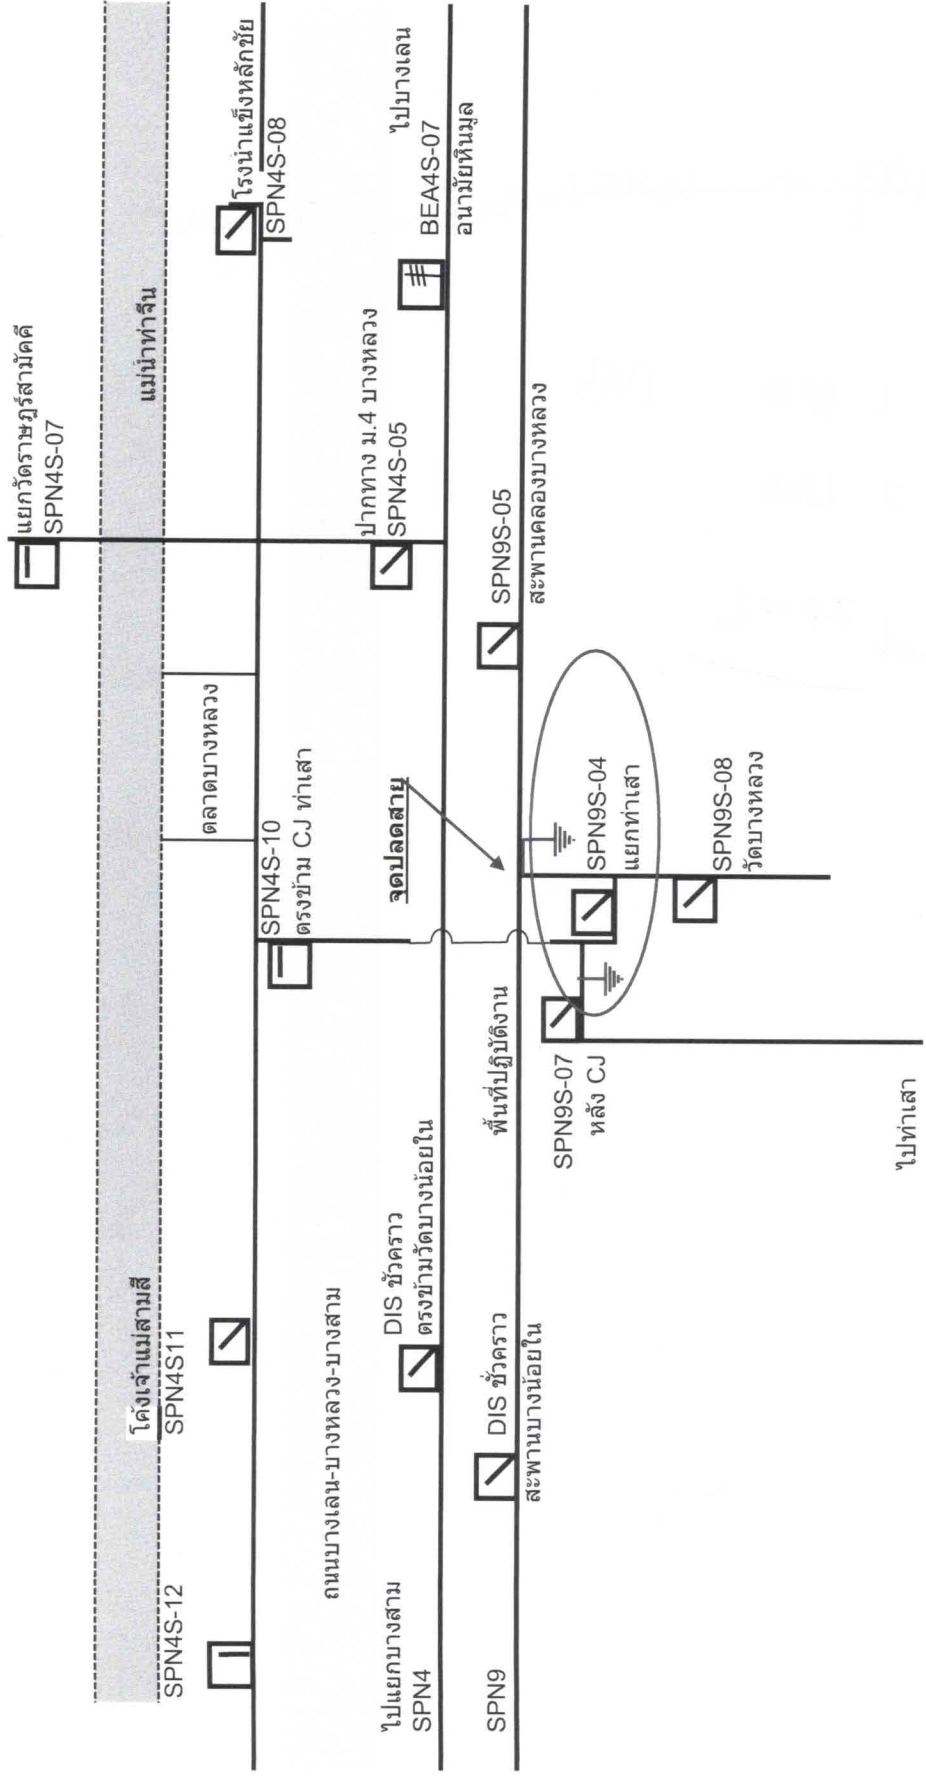 แยกวัดราษฎร์สามัคคี
SPN4S-07
แม่น้ำท่าจีน
โค้งเจ้าแม่สามสี
SPN4S11
SPN4S-12
ตลาดบางหลวง
โรงน้ำแข็งหลักชัย
SPN4S-08
SPN4S-10
ตรงข้าม CJ ท่าเสา
ถนนบางเลน-บางหลวง-บางสาม
ปากทาง ม.4 บางหลวง
SPN4S-05
ไปบางเลน
BEA4S-07
อนามัยหินมูล
จุดปลดสาย
DIS ชั่วคราว
ตรงข้ามวัดบางน้อยใน
ไปแยกบางสาม
SPN4
SPN9
DIS ชั่วคราว
สะพานบางน้อยใน
พื้นที่ปฏิบัติงาน
SPN9S-05
สะพานคลองบางหลวง
SPN9S-07
หลัง CJ
SPN9S-04
แยกท่าเสา
SPN9S-08
วัดบางหลวง
ไปท่าเสา